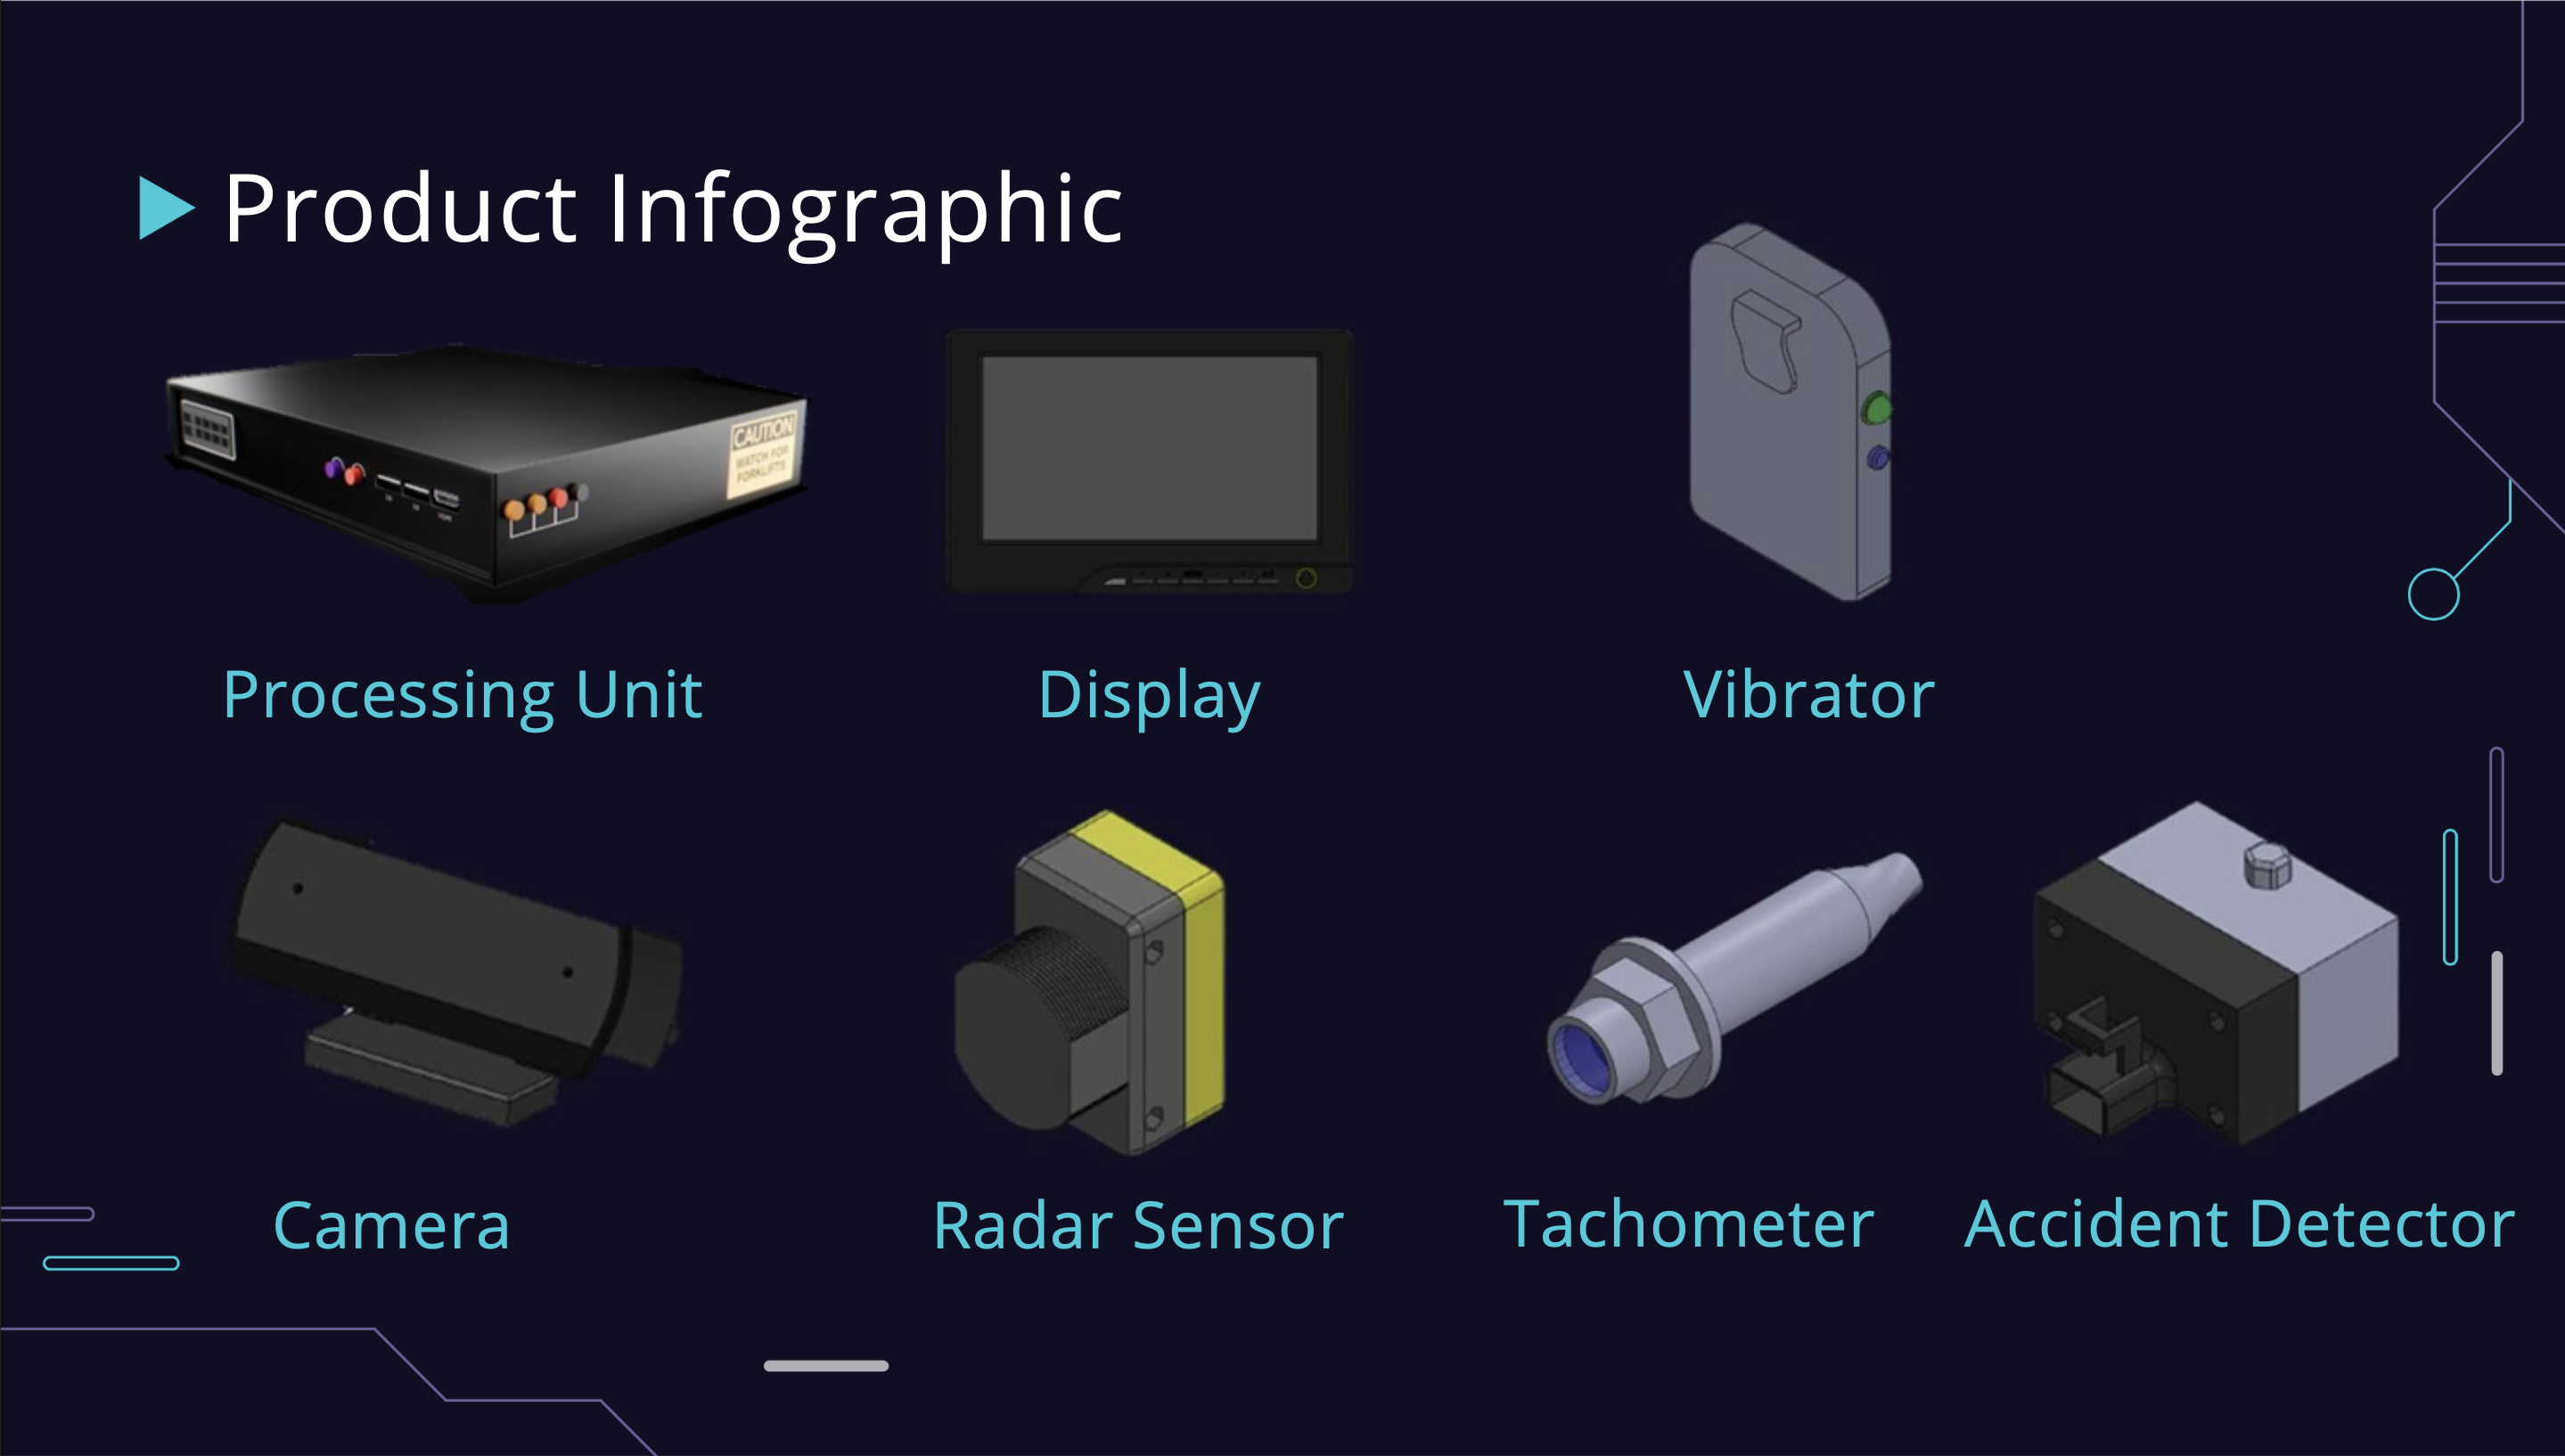 Product Infographic
CAUTION
WATCH FOR
FORKLIFTS
Processing Unit
Display
Vibrator
Camera
Radar Sensor
Tachometer
Accident Detector